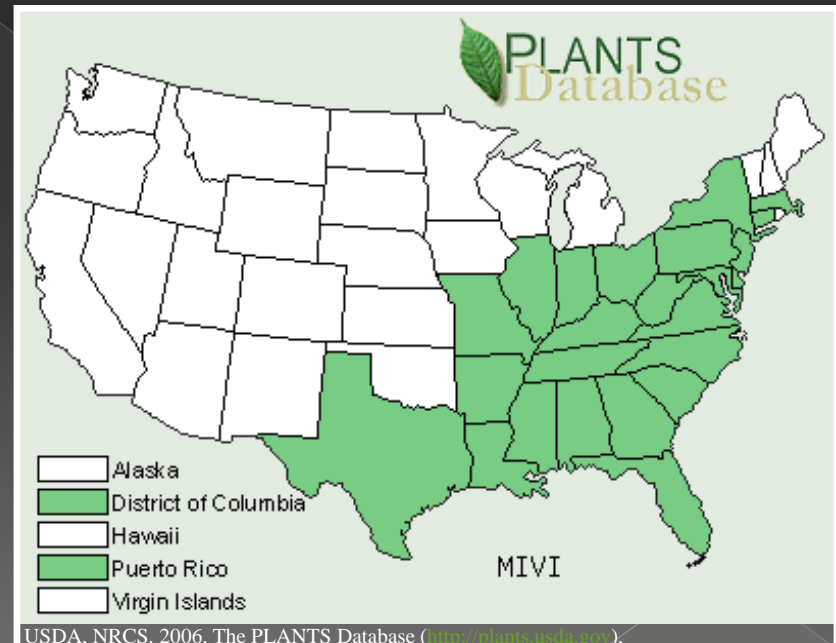 PLANTS
Database
Alaska
District of Columbia
Hawaii
Puerto Rico
Virgin Islands
MIVI
USDA, NRCS. 2006. The PLANTS Database (http://plants.usda.gov).